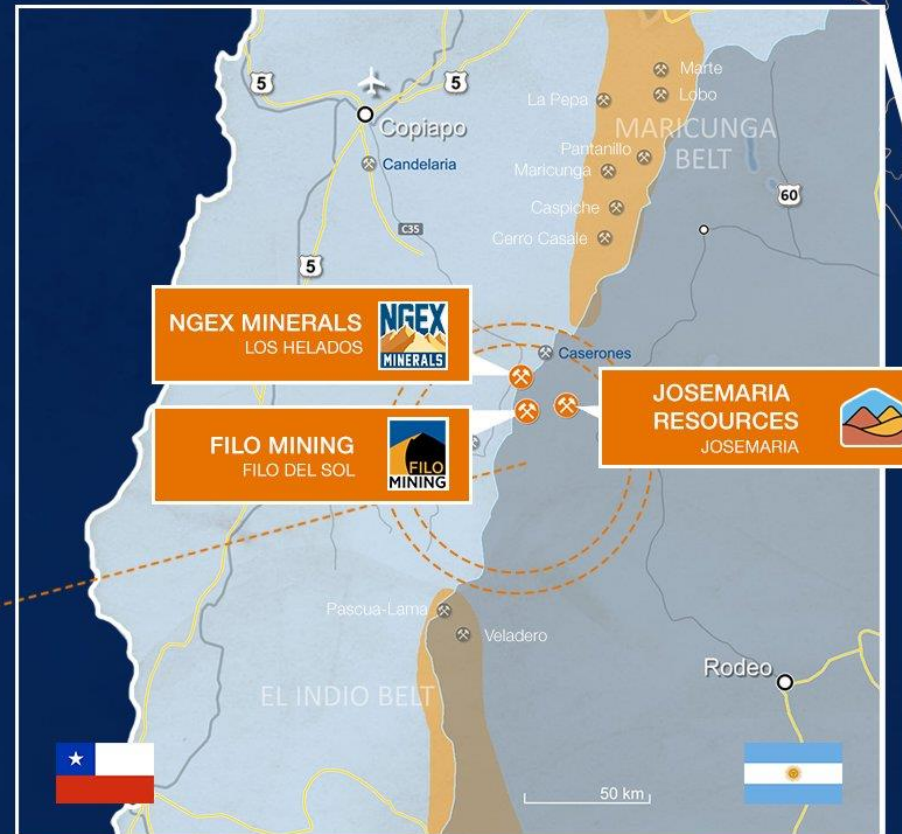 5
5
Copiapo
Candelaria
C35
5
La Pepa
Marte
Lobo
MARICUNGA
BELT
Pantanillo
Maricunga
Caspiche
Cerro Casale
60
NGEX MINERALS
LOS HELADOS
NGEX
MINERALS
Caserones
FILO MINING
FILO DEL SOL
FILO
MINING
JOSEMARIA
RESOURCES
JOSEMARIA
Pascua-Lama
Veladero
EL INDIO BELT
Rodeo
50 km